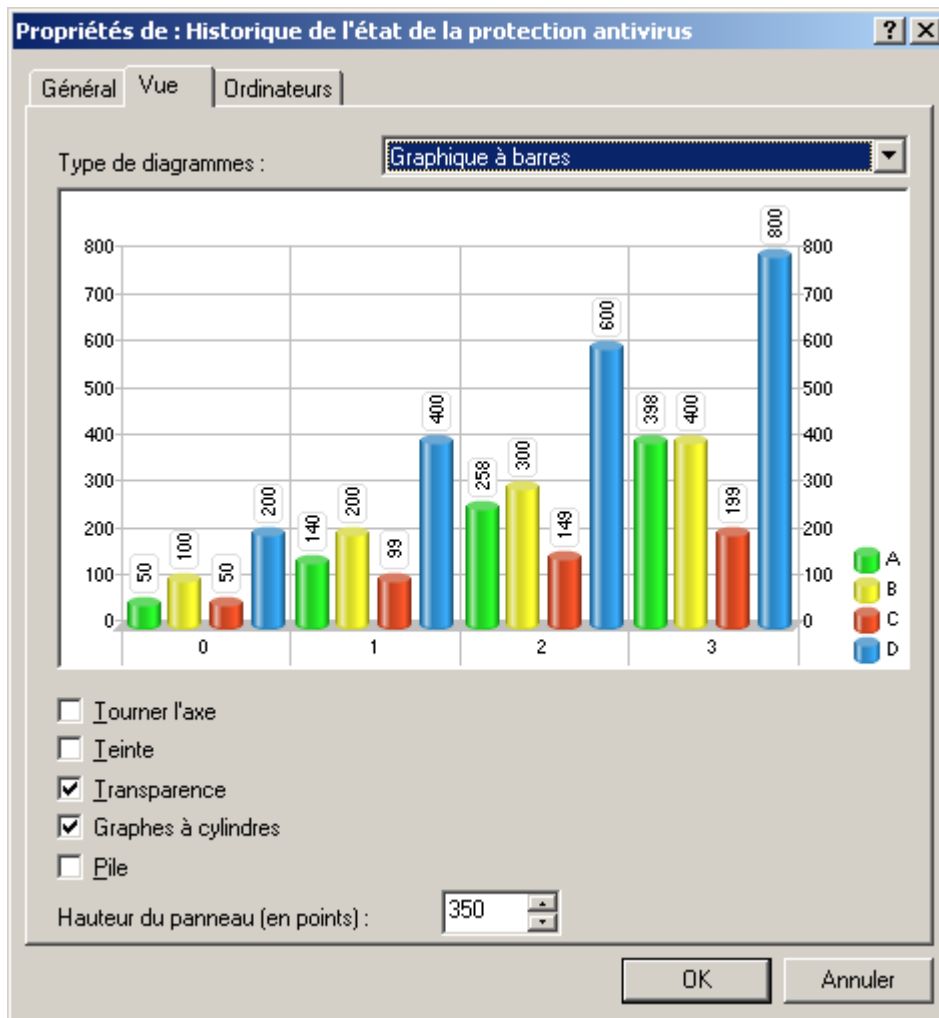 Propriétés de : Historique de l'état de la protection antivirus
Général Vue Ordinateurs
Type de diagrammes : Graphique à barres
800 800 800
700 700
600 600 600
500 500
400 400 398 400 400
300 258 300 300
200 200 140 200 149 199 200
100 50 100 50 99 100
0 0
0 1 2 3
A
B
C
D
Tourner l'axe
Teinte
Transparence
Graphes à cylindres
Pile
Hauteur du panneau (en points) : 350
OK Annuler